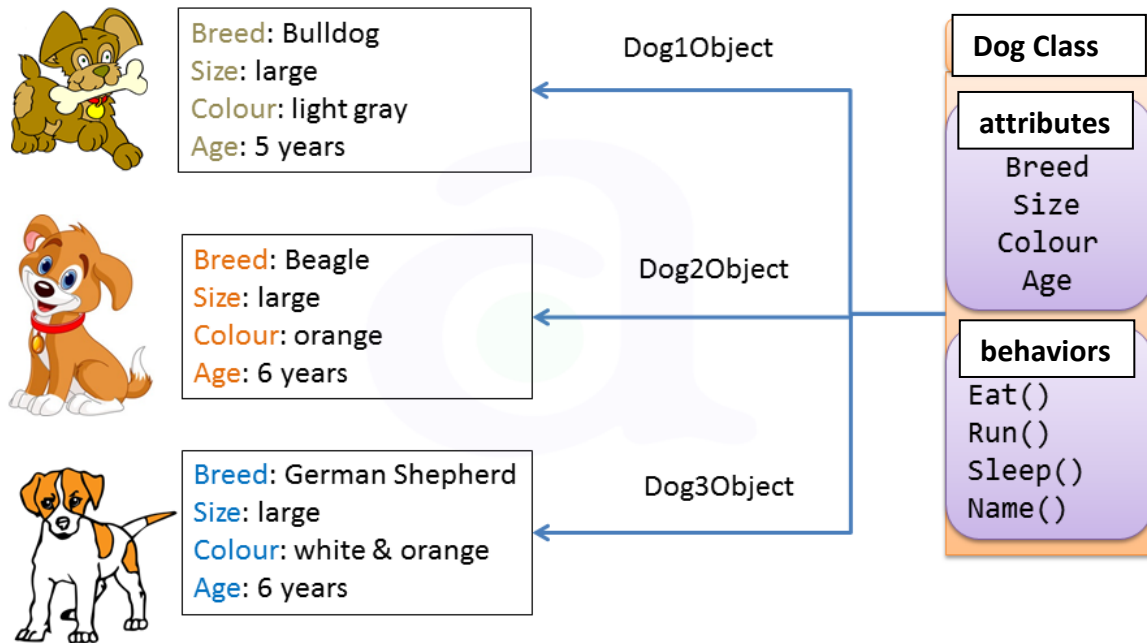 Breed: Bulldog
Size: large
Colour: light gray
Age: 5 years
Dog1Object
Breed: Beagle
Size: large
Colour: orange
Age: 6 years
Dog2Object
Breed: German Shepherd
Size: large
Colour: white & orange
Age: 6 years
Dog3Object
Dog Class
attributes
Breed
Size
Colour
Age
behaviors
Eat()
Run()
Sleep()
Name()